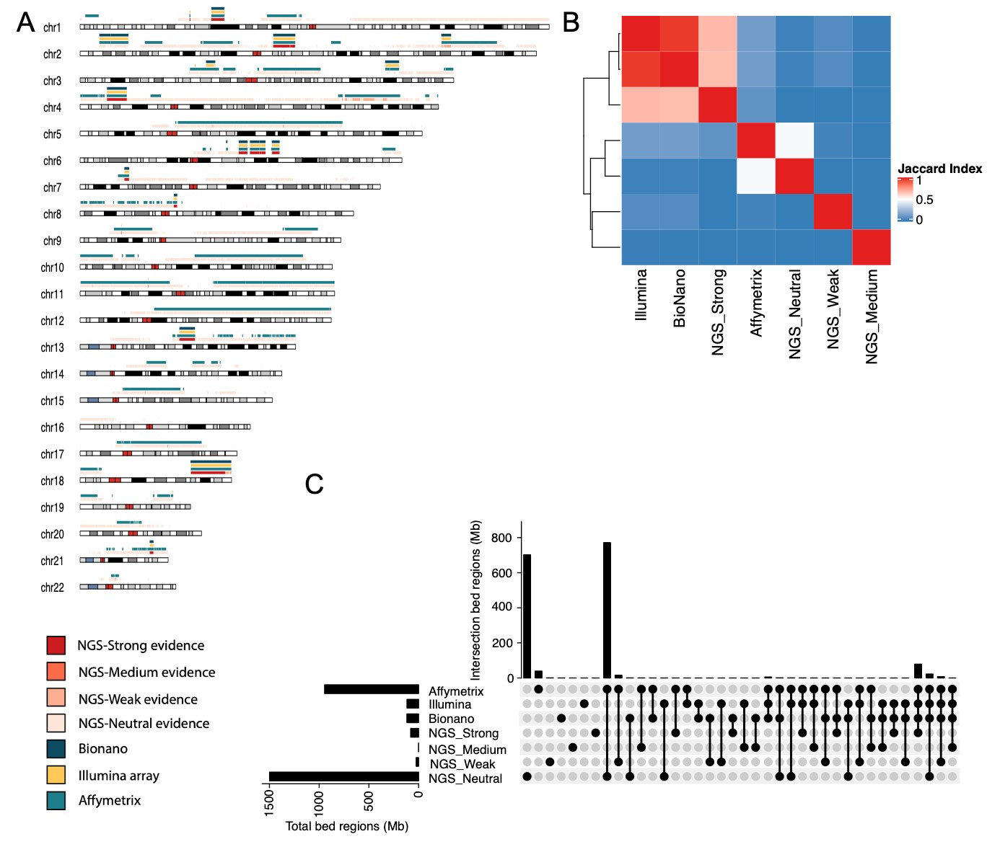 A
chr1
chr2
chr3
chr4
chr5
chr6
chr7
chr8
chr9
chr10
chr11
chr12
chr13
chr14
chr15
chr16
chr17
chr18
chr19
chr20
chr21
chr22
NGS-Strong evidence
NGS-Medium evidence
NGS-Weak evidence
NGS-Neutral evidence
Bionano
Illumina array
Affymetrix
B
Illumina
BioNano
NGS_Strong
Affymetrix
NGS_Neutral
NGS_Weak
NGS_Medium
Jaccard Index
1
0.5
0
C
Intersection bed regions (Mb)
800
600
400
200
0
Affymetrix
Illumina
Bionano
NGS_Strong
NGS_Medium
NGS_Weak
NGS_Neutral
1500
1000
500
0
Total bed regions (Mb)